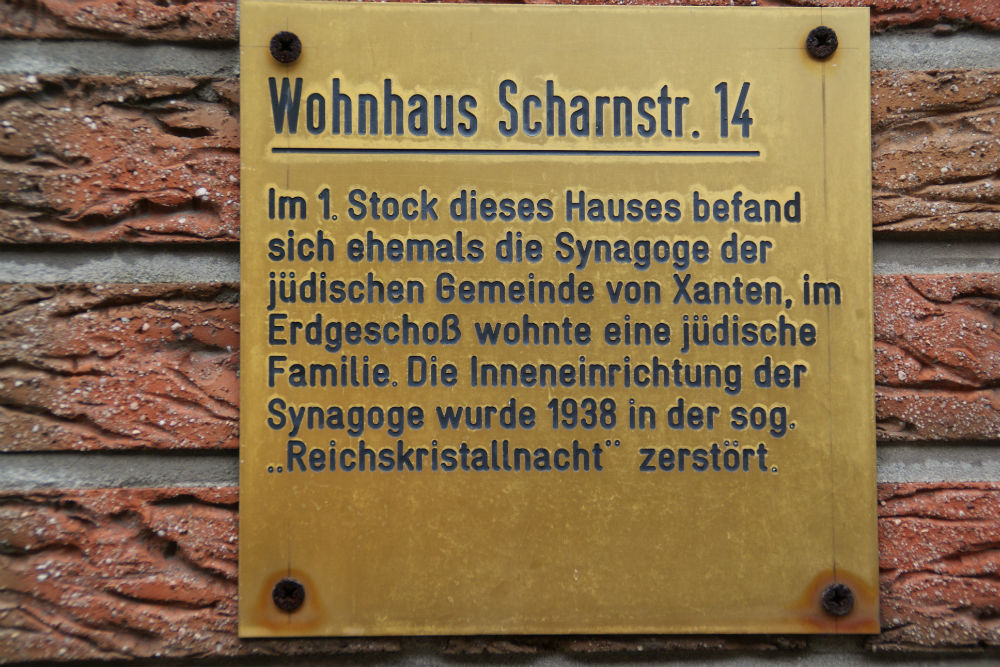 Wohnhaus Scharnstr. 14
Im 1. Stock dieses Hauses befand
sich ehemals die Synagoge der
jüdischen Gemeinde von Xanten, im
Erdgeschoß wohnte eine jüdische
Familie. Die Inneneinrichtung der
Synagoge wurde 1938 in der sog.
„Reichskristallnacht" zerstört.